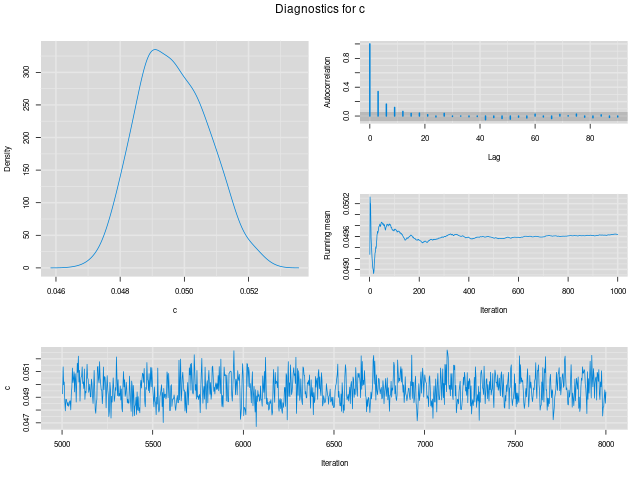 Diagnostics for c
Density
0 50 100 150 200 250 300
0.046 0.048 0.050 0.052
c
Autocorrelation
0.0 0.4 0.8
0 20 40 60 80
Lag
Running mean
0.0490 0.0496 0.0502
0 200 400 600 800 1000
Iteration
c
0.047 0.049 0.051
5000 5500 6000 6500 7000 7500 8000
Iteration